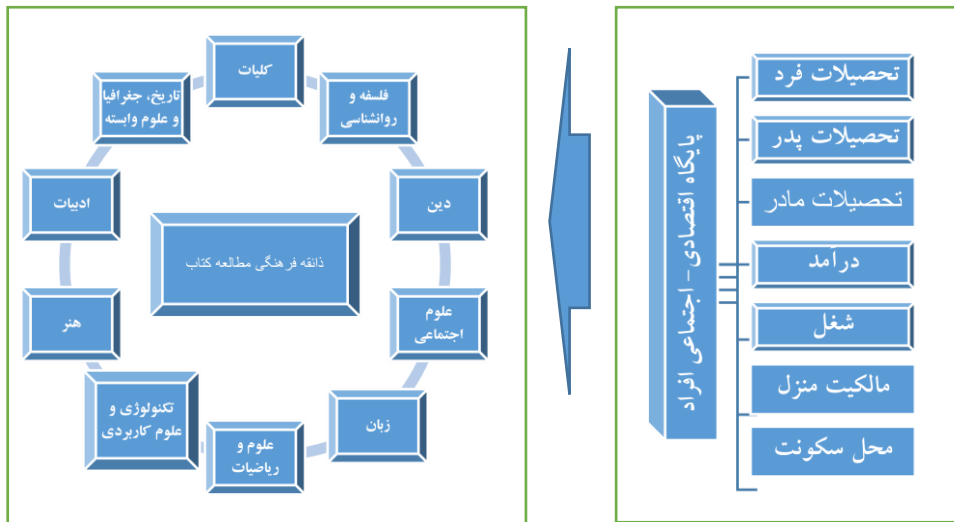 پایگاه اقتصادی- اجتماعی افراد
تحصیلات فرد
تحصیلات پدر
تحصیلات مادر
درآمد
شغل
مالکیت منزل
محل سکونت
ذائقه فرهنگی مطالعه کتاب
کلیات
فلسفه و
روانشناسی
دین
علوم
اجتماعی
زبان
علوم و
ریاضیات
تکنولوژی و
علوم کاربردی
هنر
ادبیات
تاریخ، جغرافیا
و علوم وابسته